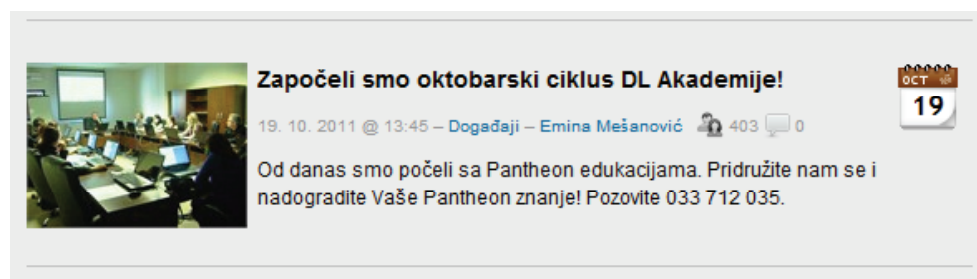 Započeli smo oktobarski ciklus DL Akademije!
OCT
19
19. 10. 2011 @ 13:45 – Događaji – Emina Mešanović 403 0
Od danas smo počeli sa Pantheon edukacijama. Pridružite nam se i
nadogradite Vaše Pantheon znanje! Pozovite 033 712 035.